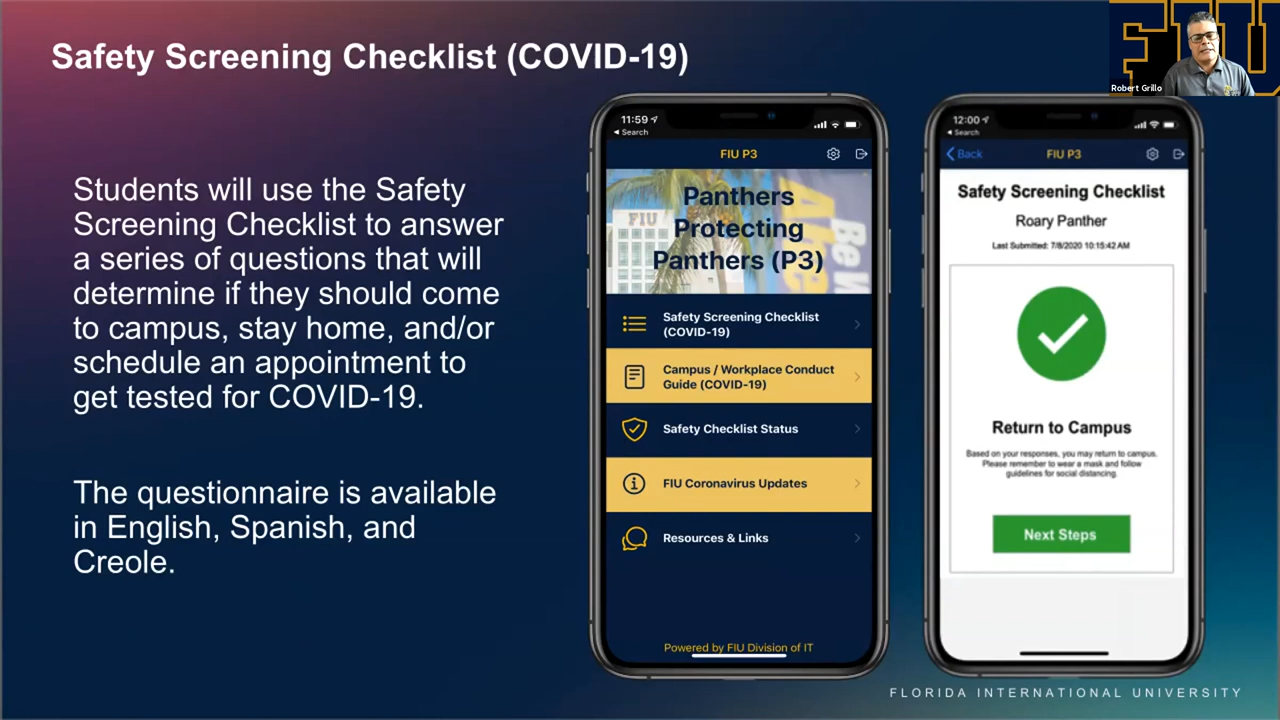 Safety Screening Checklist (COVID-19)
FIU
Robert Grillo
Students will use the Safety
Screening Checklist to answer
a series of questions that will
determine if they should come
to campus, stay home, and/or
schedule an appointment to
get tested for COVID-19.
The questionnaire is available
in English, Spanish, and
Creole.
11:59
Search
FIU P3
FIU
Panthers
Protecting
Panthers (P3)
Safety Screening Checklist
(COVID-19)
Campus / Workplace Conduct
Guide (COVID-19)
Safety Checklist Status
FIU Coronavirus Updates
Resources & Links
Powered by FIU Division of IT
12:00
Search
Back
FIU P3
Safety Screening Checklist
Roary Panther
Last Submitted: 7/8/2020 10:15:42 AM
Return to Campus
Based on your responses, you may return to campus.
Please remember to wear a mask and follow
guidelines for social distancing.
Next Steps
FLORIDA INTERNATIONAL UNIVERSITY